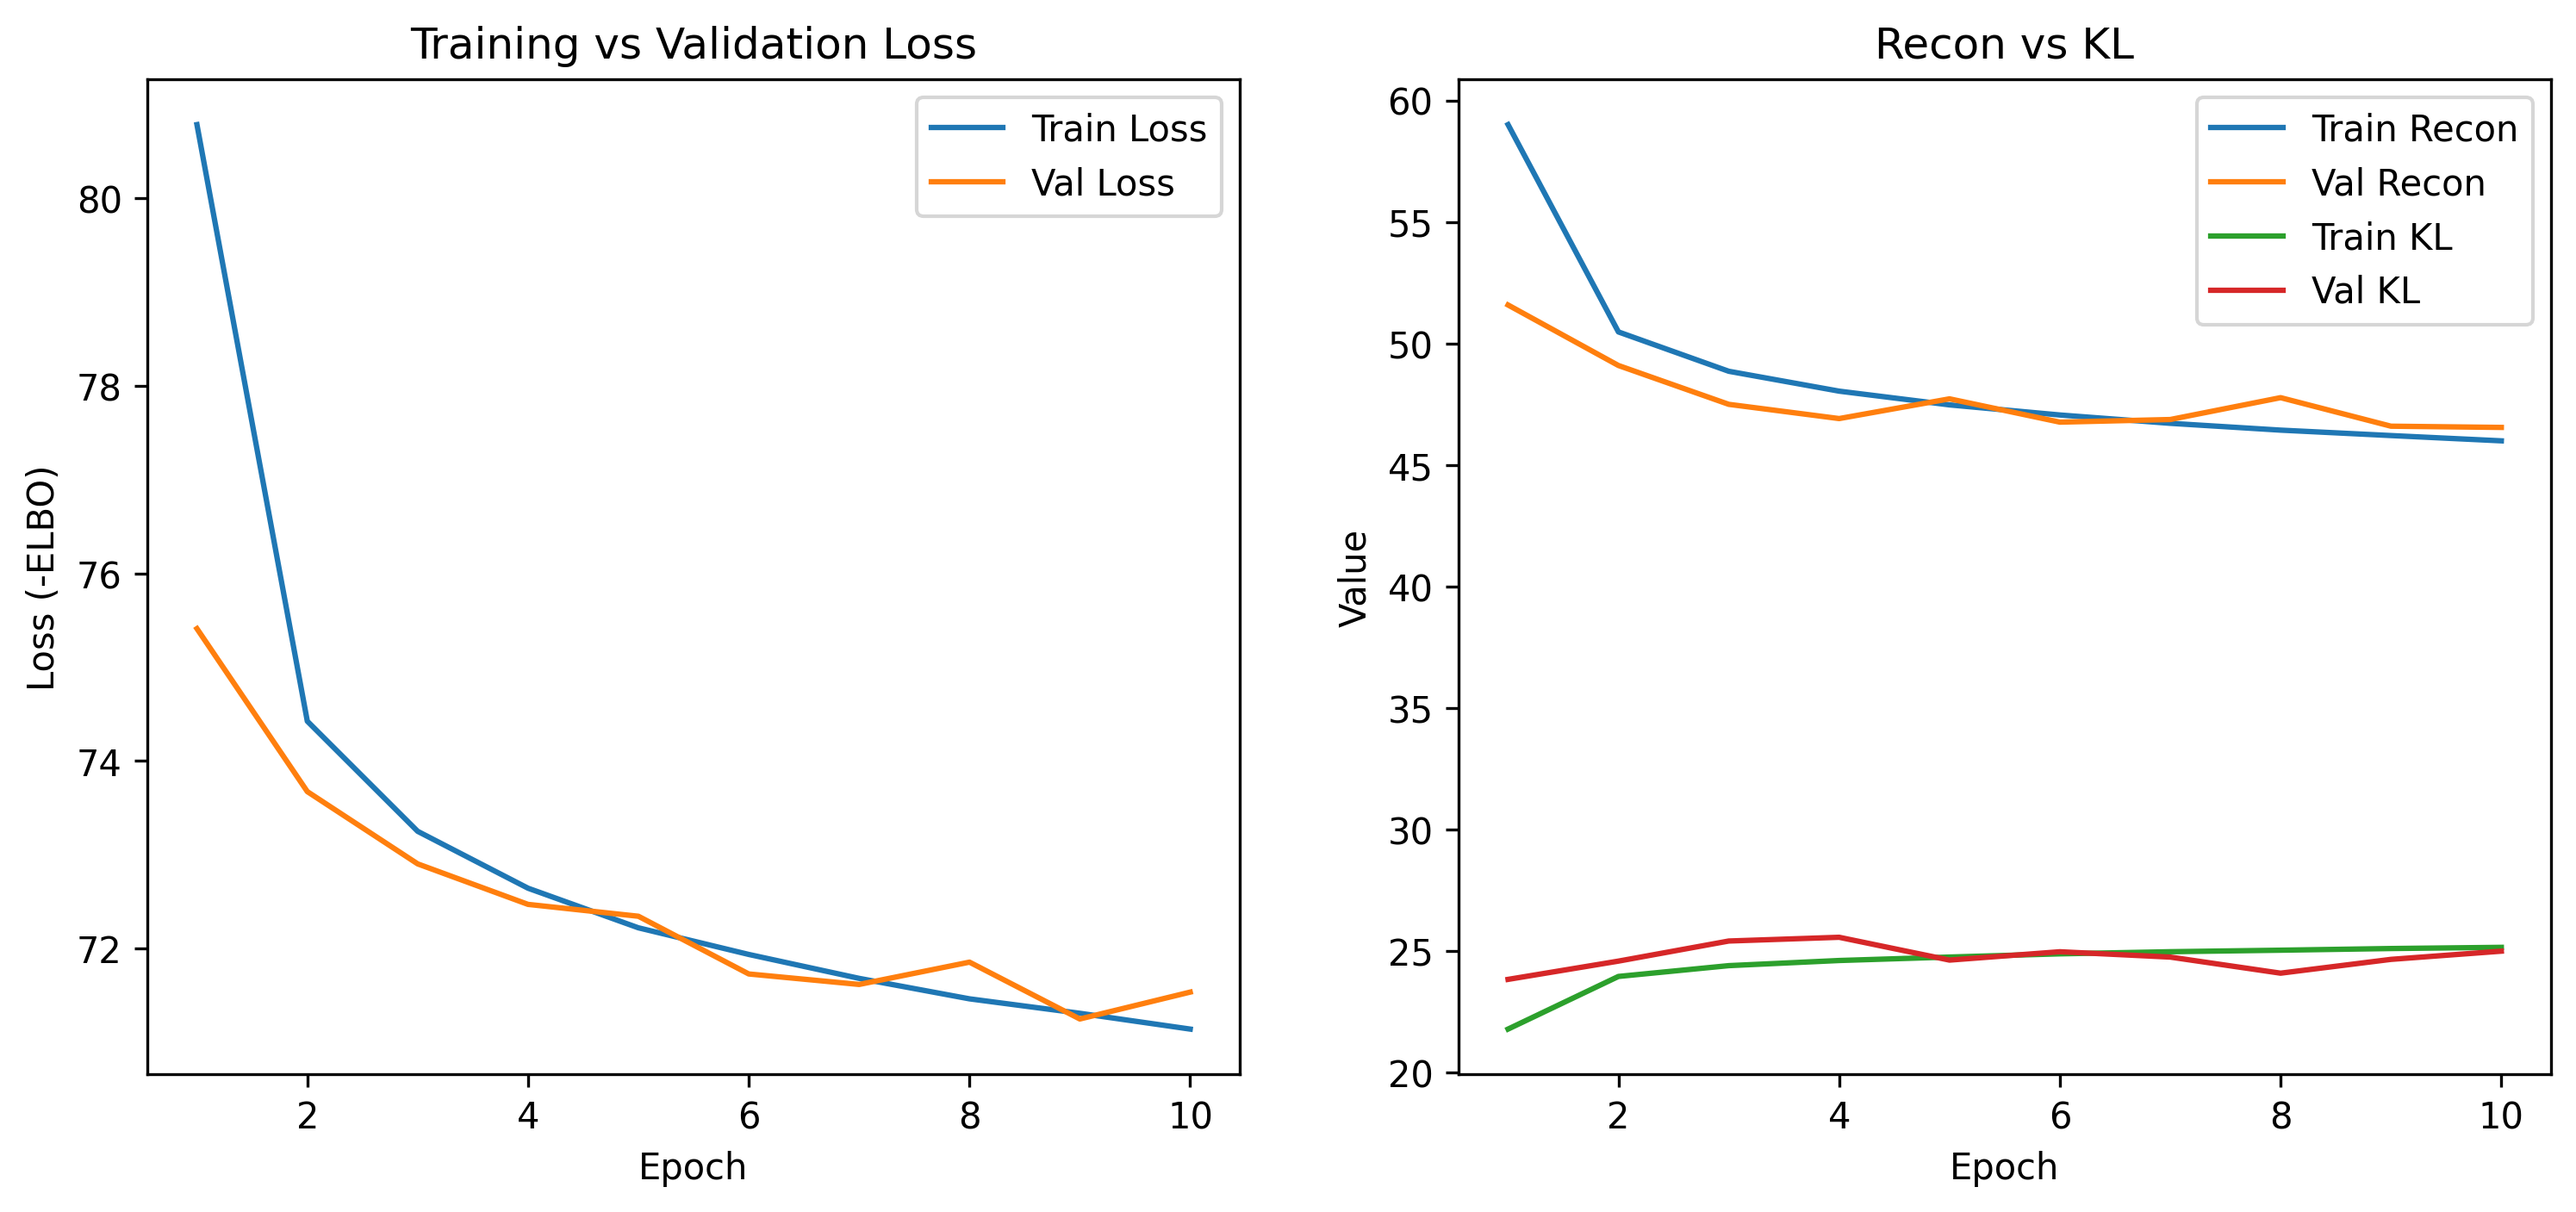 Training vs Validation Loss
Train Loss
Val Loss
80
78
76
74
72
Loss (-ELBO)
2 4 6 8 10
Epoch
Recon vs KL
Train Recon
Val Recon
Train KL
Val KL
60
55
50
45
40
35
30
25
20
Value
2 4 6 8 10
Epoch